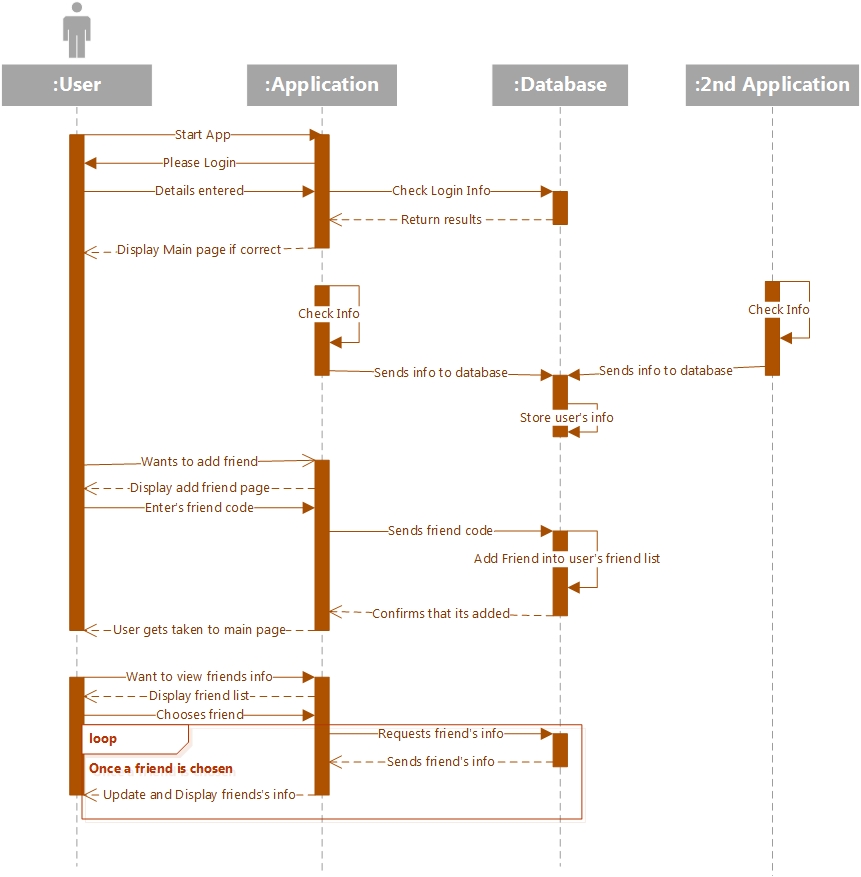 :User
:Application
:Database
:2nd Application
Start App
Please Login
Details entered
Check Login Info
Return results
Display Main page if correct
Check Info
Check Info
Sends info to database
Sends info to database
Store user's info
Wants to add friend
Display add friend page
Enter's friend code
Sends friend code
Add Friend into user's friend list
Confirms that its added
User gets taken to main page
Want to view friends info
Display friend list
Chooses friend
Requests friend's info
loop
Sends friend's info
Once a friend is chosen
Update and Display friends's info